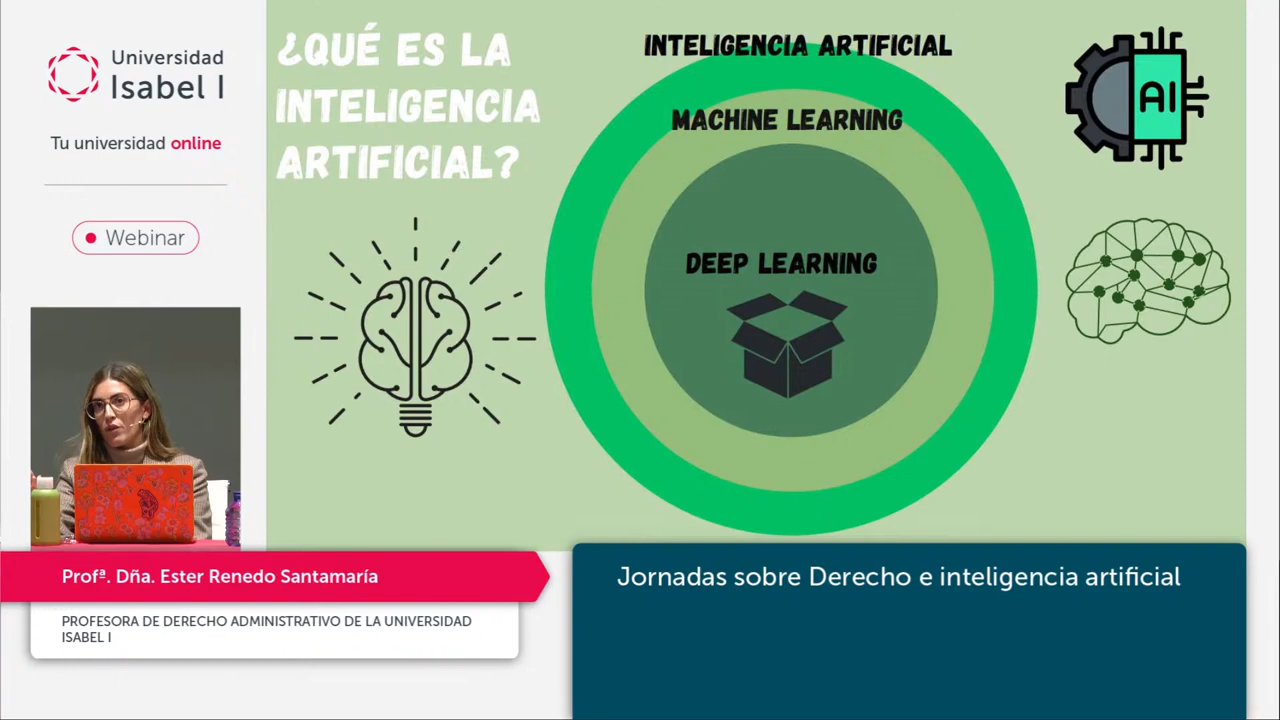 Universidad
Isabel I
Tu universidad online
Webinar
¿QUÉ ES LA
INTELIGENCIA
ARTIFICIAL?
INTELIGENCIA ARTIFICIAL
MACHINE LEARNING
DEEP LEARNING
AI
Profª. Dña. Ester Renedo Santamaría
PROFESORA DE DERECHO ADMINISTRATIVO DE LA UNIVERSIDAD
ISABEL I
Jornadas sobre Derecho e inteligencia artificial